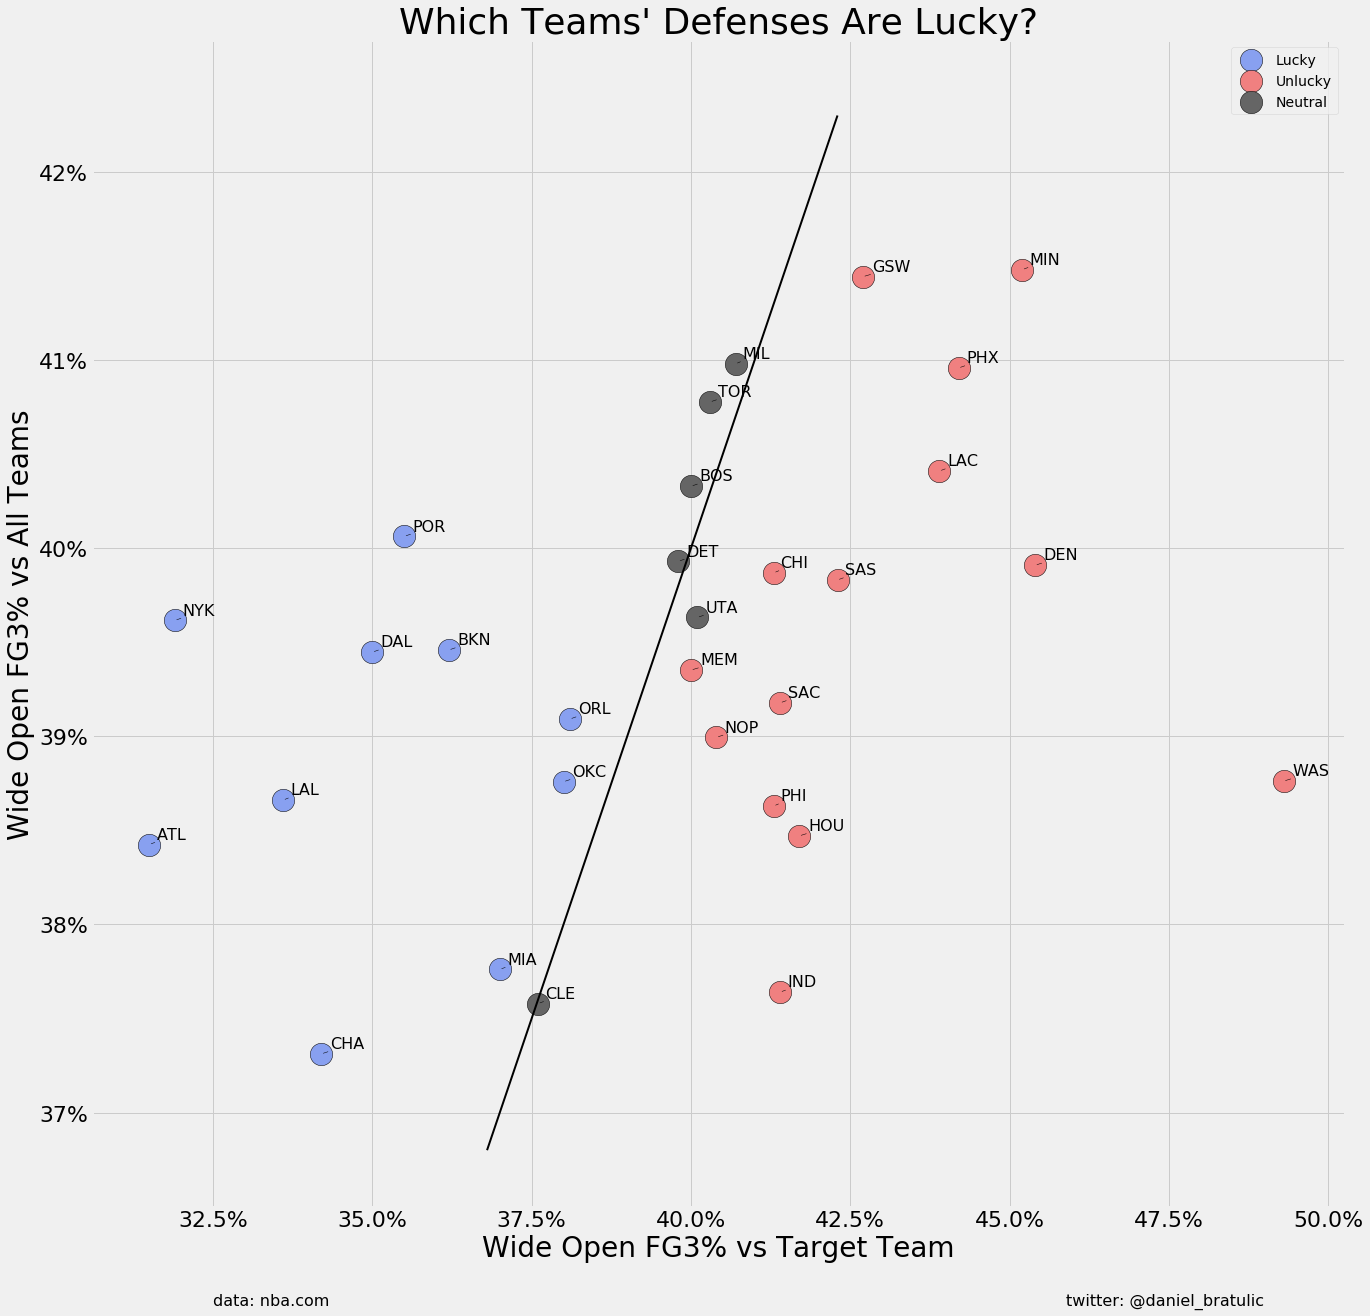 Which Teams' Defenses Are Lucky?
Lucky
Unlucky
Neutral
42%
41%
40%
39%
38%
37%
Wide Open FG3% vs All Teams
GSW
MIN
MIL
PHX
TOR
LAC
BOS
POR
DET
CHI
SAS
DEN
NYK
UTA
DAL
BKN
MEM
SAC
ORL
NOP
OKC
WAS
LAL
PHI
HOU
ATL
MIA
IND
CLE
CHA
32.5%
35.0%
37.5%
40.0%
42.5%
45.0%
47.5%
50.0%
Wide Open FG3% vs Target Team
data: nba.com
twitter: @daniel_bratulic